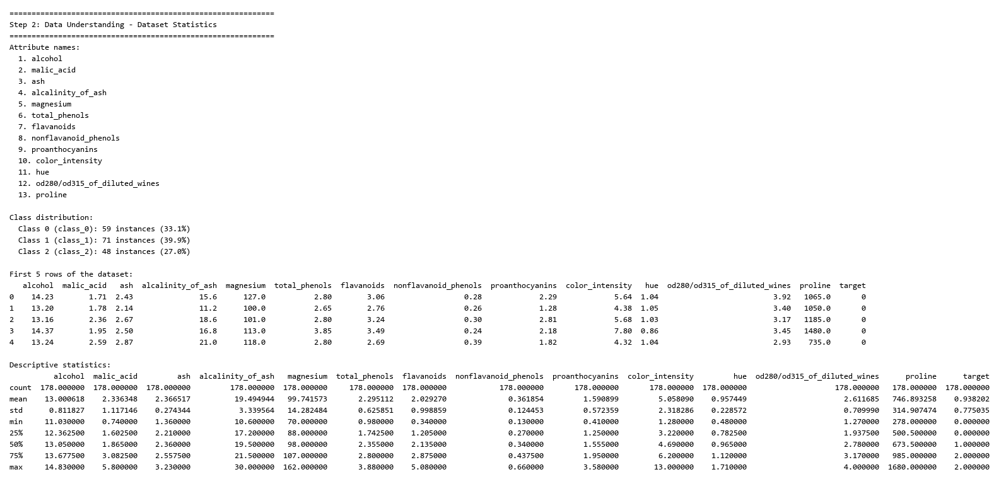 ============================================================
Step 2: Data Understanding - Dataset Statistics
============================================================
Attribute names:
  1. alcohol
  2. malic_acid
  3. ash
  4. alcalinity_of_ash
  5. magnesium
  6. total_phenols
  7. flavanoids
  8. nonflavanoid_phenols
  9. proanthocyanins
  10. color_intensity
  11. hue
  12. od280/od315_of_diluted_wines
  13. proline

Class distribution:
  Class 0 (class_0): 59 instances (33.1%)
  Class 1 (class_1): 71 instances (39.9%)
  Class 2 (class_2): 48 instances (27.0%)

First 5 rows of the dataset:
   alcohol  malic_acid   ash  alcalinity_of_ash  magnesium  total_phenols  flavanoids  nonflavanoid_phenols  proanthocyanins  color_intensity   hue  od280/od315_of_diluted_wines  proline  target
0    14.23        1.71  2.43               15.6      127.0           2.80        3.06                  0.28             2.29             5.64  1.04                          3.92   1065.0       0
1    13.20        1.78  2.14               11.2      100.0           2.65        2.76                  0.26             1.28             4.38  1.05                          3.40   1050.0       0
2    13.16        2.36  2.67               18.6      101.0           2.80        3.24                  0.30             2.81             5.68  1.03                          3.17   1185.0       0
3    14.37        1.95  2.50               16.8      113.0           3.85        3.49                  0.24             2.18             7.80  0.86                          3.45   1480.0       0
4    13.24        2.59  2.87               21.0      118.0           2.80        2.69                  0.39             1.82             4.32  1.04                          2.93    735.0       0

Descriptive statistics:
          alcohol  malic_acid         ash  alcalinity_of_ash   magnesium  total_phenols  flavanoids  nonflavanoid_phenols  proanthocyanins  color_intensity         hue  od280/od315_of_diluted_wines      proline      target
count  178.000000  178.000000  178.000000         178.000000  178.000000     178.000000  178.000000            178.000000       178.000000       178.000000  178.000000                    178.000000   178.000000  178.000000
mean    13.000618    2.336348    2.366517          19.494944   99.741573       2.295112    2.029270              0.361854         1.590899         5.058090    0.957449                      2.611685   746.893258    0.938202
std      0.811827    1.117146    0.274344           3.339564   14.282484       0.625851    0.998859              0.124453         0.572359         2.318286    0.228572                      0.709990   314.907474    0.775035
min     11.030000    0.740000    1.360000          10.600000   70.000000       0.980000    0.340000              0.130000         0.410000         1.280000    0.480000                      1.270000   278.000000    0.000000
25%     12.362500    1.602500    2.210000          17.200000   88.000000       1.742500    1.205000              0.270000         1.250000         3.220000    0.782500                      1.937500   500.500000    0.000000
50%     13.050000    1.865000    2.360000          19.500000   98.000000       2.355000    2.135000              0.340000         1.555000         4.690000    0.965000                      2.780000   673.500000    1.000000
75%     13.677500    3.082500    2.557500          21.500000  107.000000       2.800000    2.875000              0.437500         1.950000         6.200000    1.120000                      3.170000   985.000000    2.000000
max     14.830000    5.800000    3.230000          30.000000  162.000000       3.880000    5.080000              0.660000         3.580000        13.000000    1.710000                      4.000000  1680.000000    2.000000